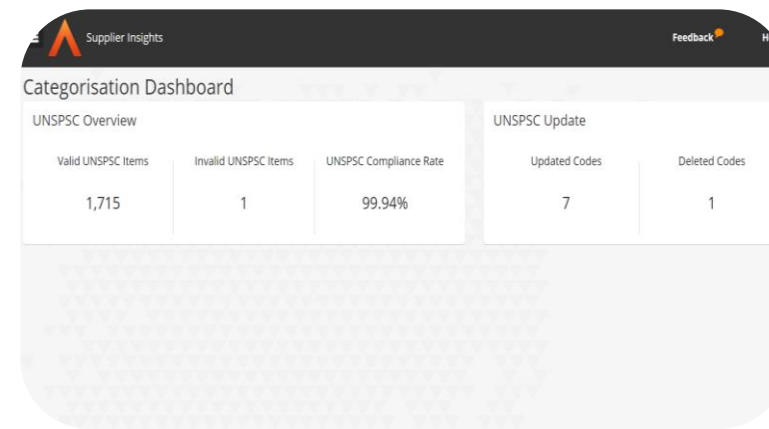 Supplier Insights
Feedback
Categorisation Dashboard
UNSPSC Overview
Valid UNSPSC Items
Invalid UNSPSC Items
UNSPSC Compliance Rate
1,715
1
99.94%
UNSPSC Update
Updated Codes
Deleted Codes
7
1